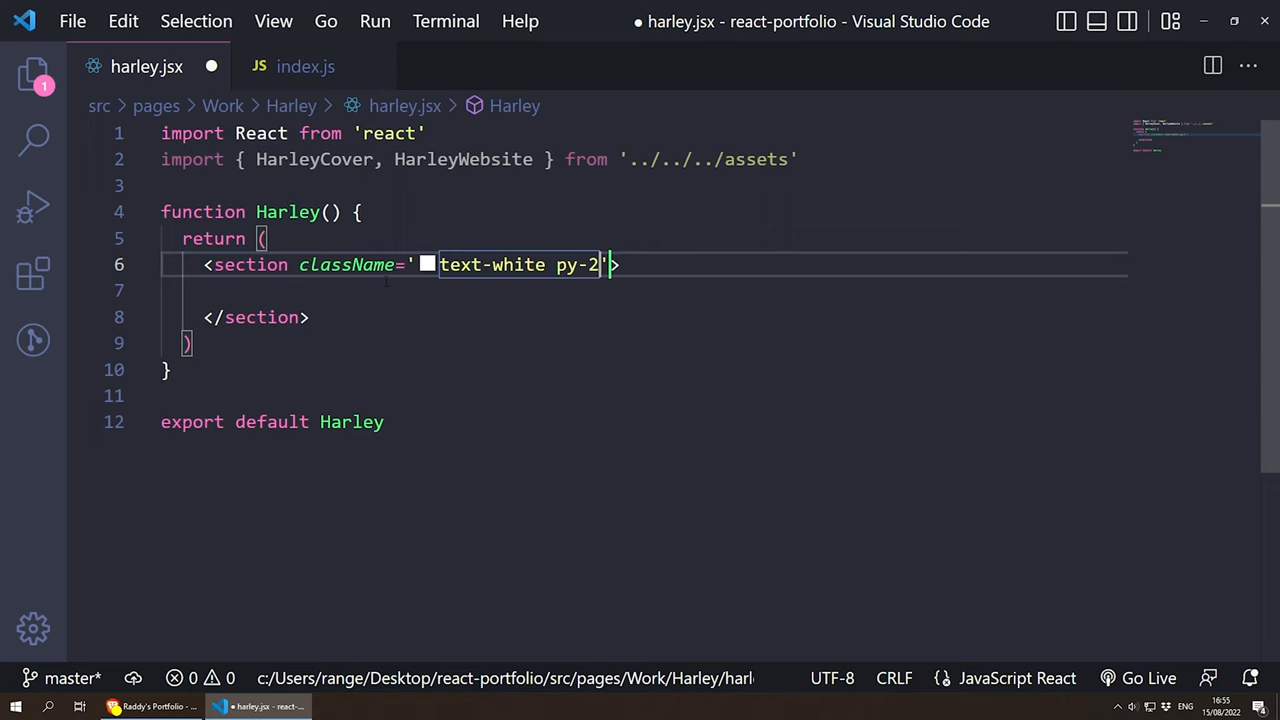 File Edit Selection View Go Run Terminal Help ● harley.jsx - react-portfolio - Visual Studio Code
harley.jsx ● JS index.js
src > pages > Work > Harley > harley.jsx > Harley
1 import React from 'react'
2 import { HarleyCover, HarleyWebsite } from '../../../assets'
3
4 function Harley() {
5 return (
6 <section className='text-white py-2'>
7
8 </section>
9 )
10 }
11
12 export default Harley
1
master* 0 0 c:/Users/range/Desktop/react-portfolio/src/pages/Work/Harley/harl UTF-8 CRLF {} JavaScript React Go Live
Raddy's Portfolio - ... ● harley.jsx - react-... ENG 16:55
15/08/2022 4